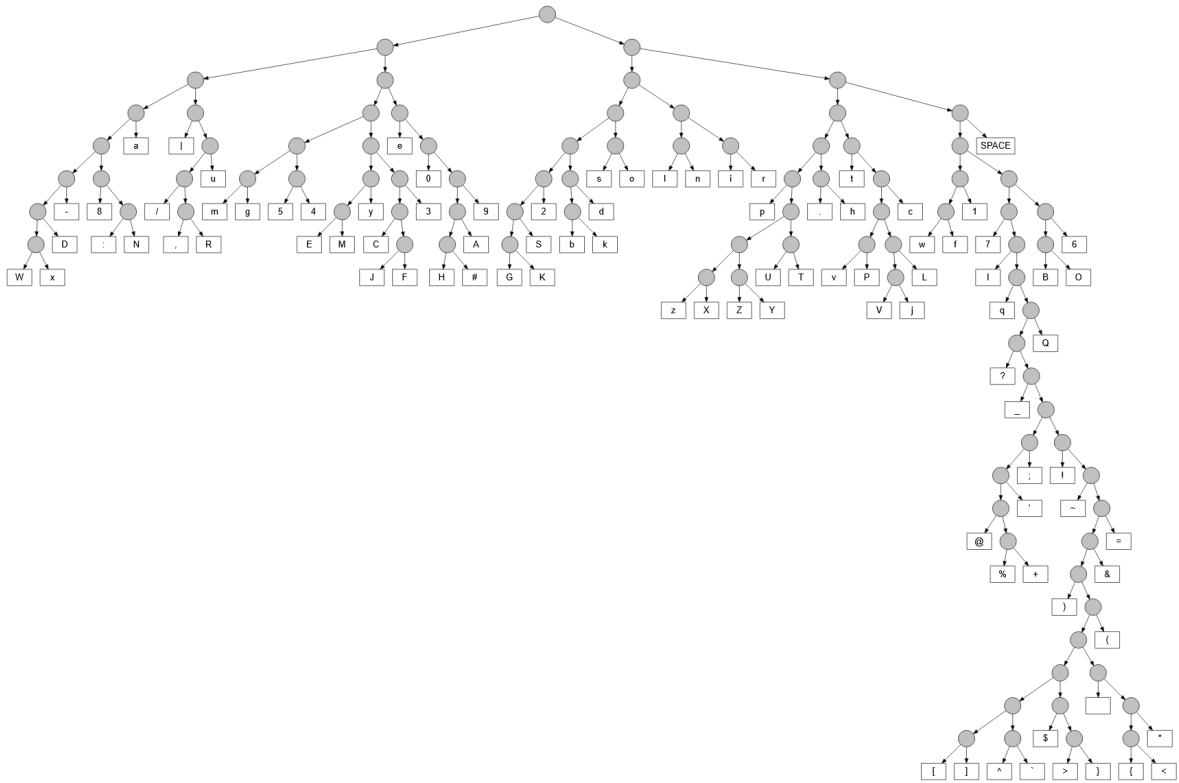 a | SPACE
l u e
/ s o l n i r t
- 8 m g 5 4 y 3 0 9 2 d p . h c 1
D : N , R E M C A S b k w f 7 6
W x J F H # G K U T v P L I B O
z X Z Y V j q
Q
?
_
; !
' ~
@ =
% + &
)
(
$ *
[ ] ^ ` > } { <